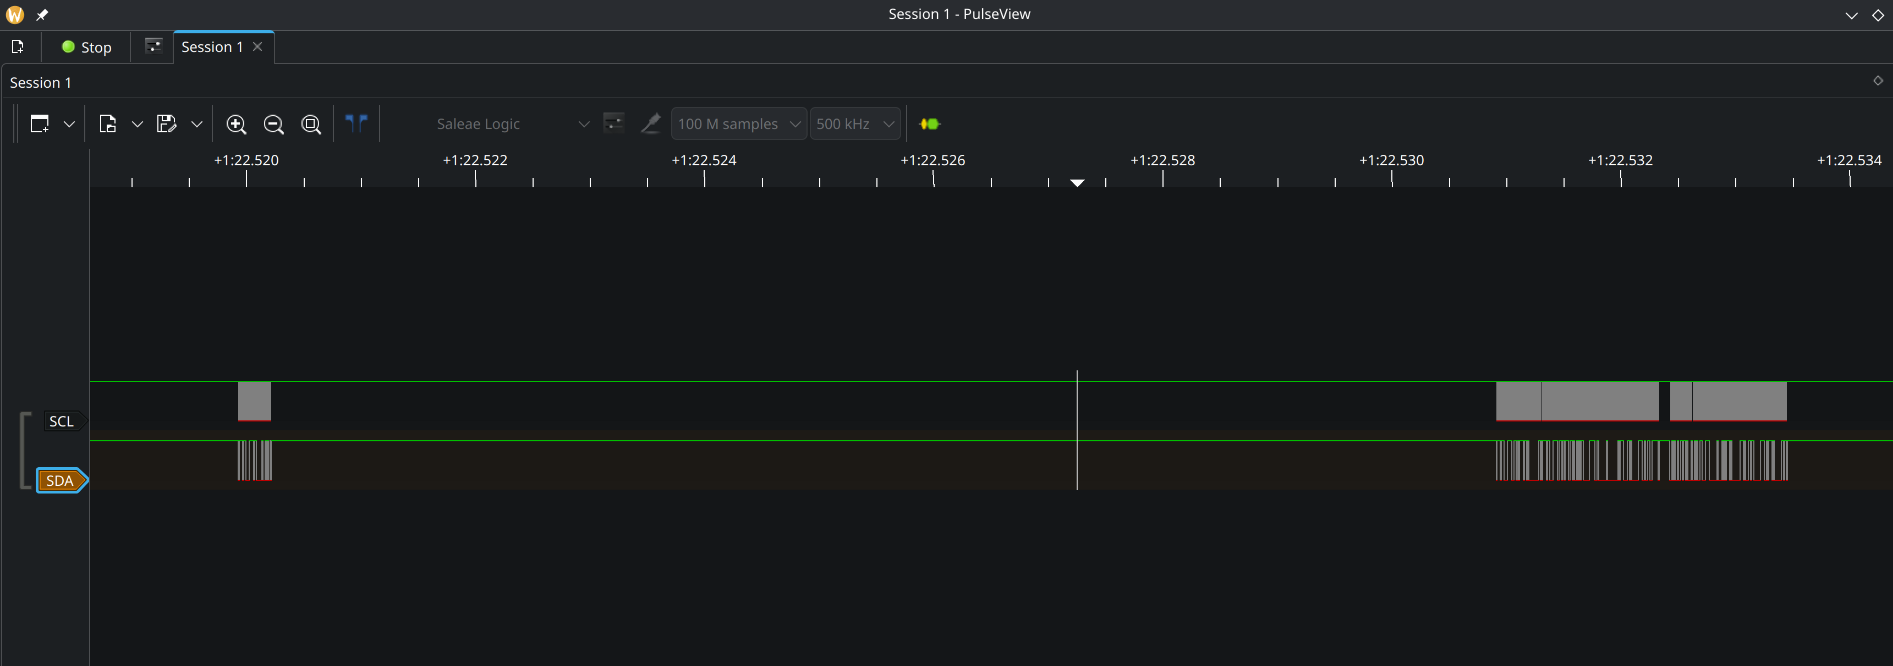 Session 1 - PulseView
Stop
Session 1
Session 1
Saleae Logic
100 M samples
500 kHz
+1:22.520 +1:22.522 +1:22.524 +1:22.526 +1:22.528 +1:22.530 +1:22.532 +1:22.534
SCL
SDA